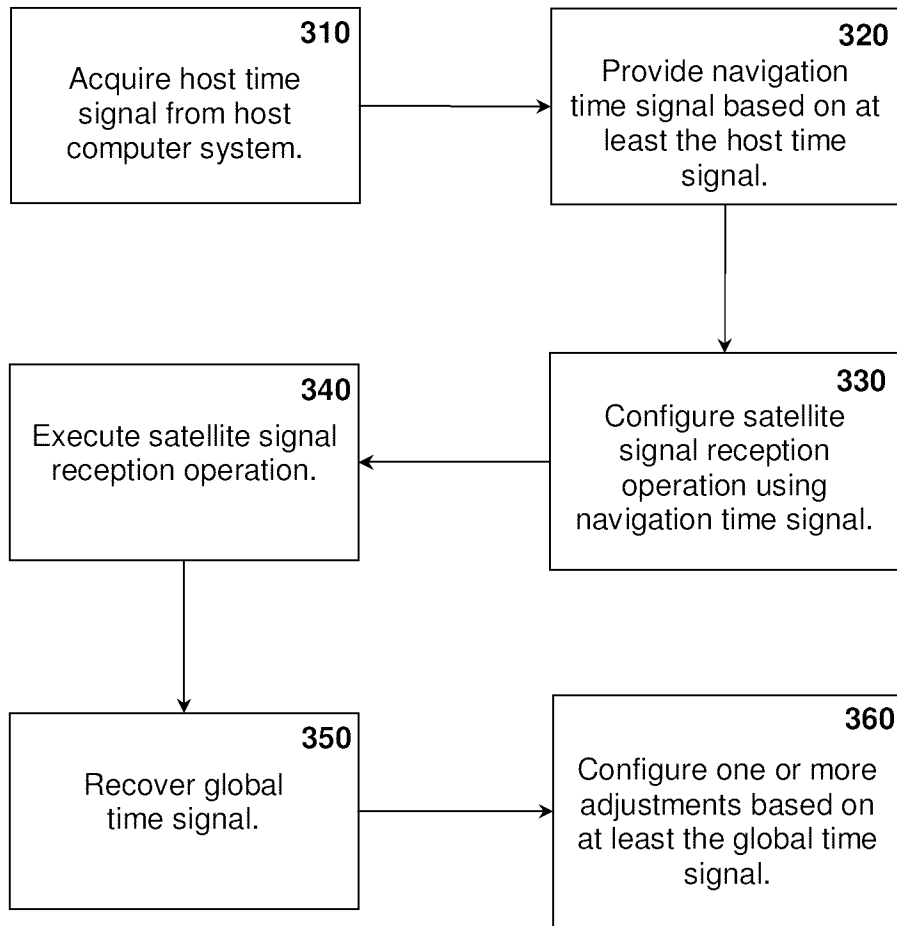 310
Acquire host time
signal from host
computer system.
320
Provide navigation
time signal based on at
least the host time
signal.
330
Configure satellite
signal reception
operation using
navigation time signal.
340
Execute satellite signal
reception operation.
350
Recover global
time signal.
360
Configure one or more
adjustments based on
at least the global time
signal.